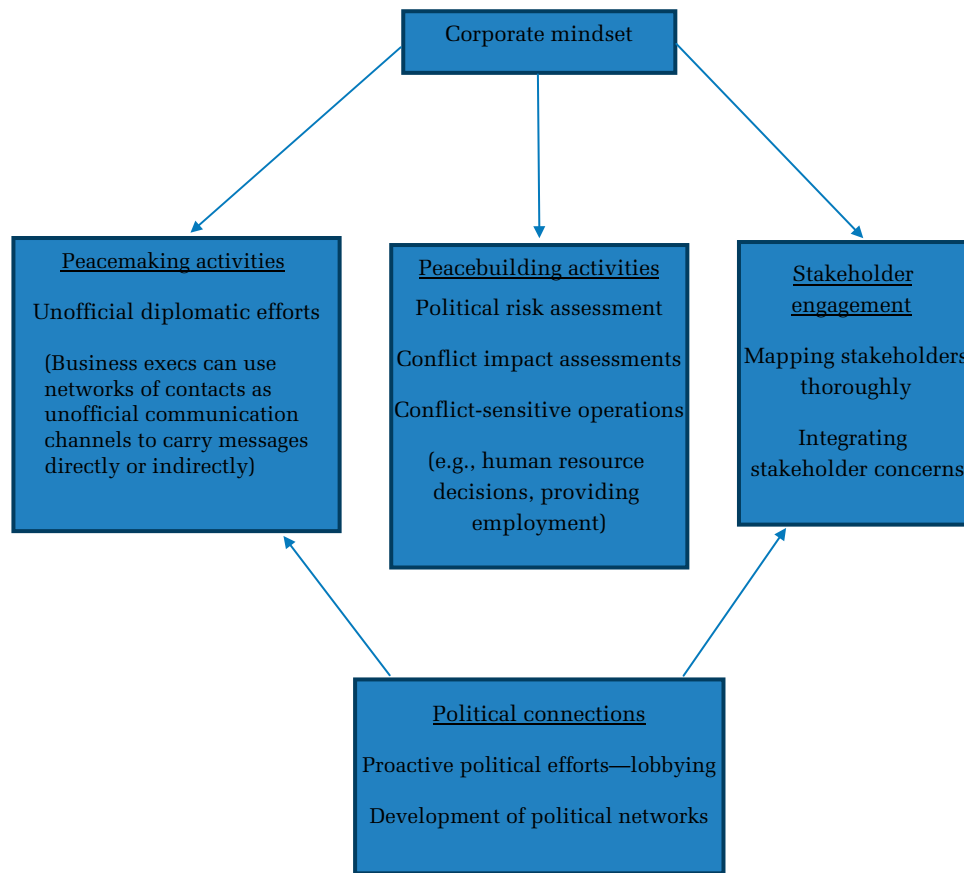 Corporate mindset
Peacemaking activities
Unofficial diplomatic efforts
(Business execs can use
networks of contacts as
unofficial communication
channels to carry messages
directly or indirectly)
Peacebuilding activities
Political risk assessment
Conflict impact assessments
Conflict-sensitive operations
(e.g., human resource
decisions, providing
employment)
Stakeholder
engagement
Mapping stakeholders
thoroughly
Integrating
stakeholder concerns
Political connections
Proactive political efforts—lobbying
Development of political networks